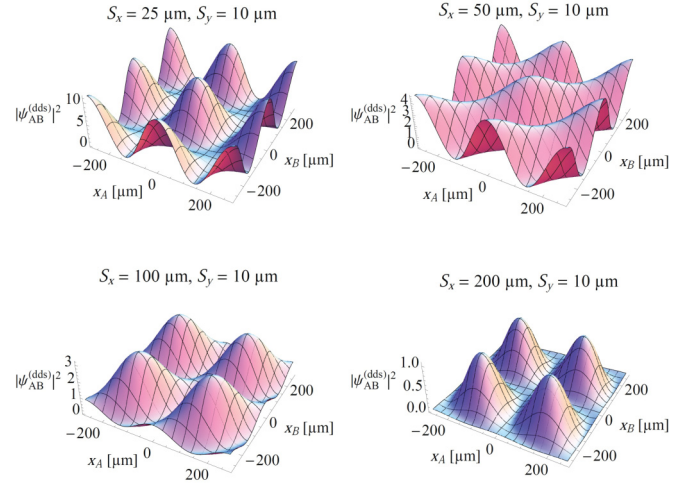 S_x = 25 µm, S_y = 10 µm
|ψ_AB^(dds)|²
10
5
0
−200
0
200
x_A [µm]
−200
0
200
x_B [µm]
S_x = 50 µm, S_y = 10 µm
|ψ_AB^(dds)|²
4
3
2
1
−200
0
200
x_A [µm]
−200
0
200
x_B [µm]
S_x = 100 µm, S_y = 10 µm
|ψ_AB^(dds)|²
3
2
1
0
−200
0
200
x_A [µm]
−200
0
200
x_B [µm]
S_x = 200 µm, S_y = 10 µm
|ψ_AB^(dds)|²
1.0
0.5
0.0
−200
0
200
x_A [µm]
−200
0
200
x_B [µm]